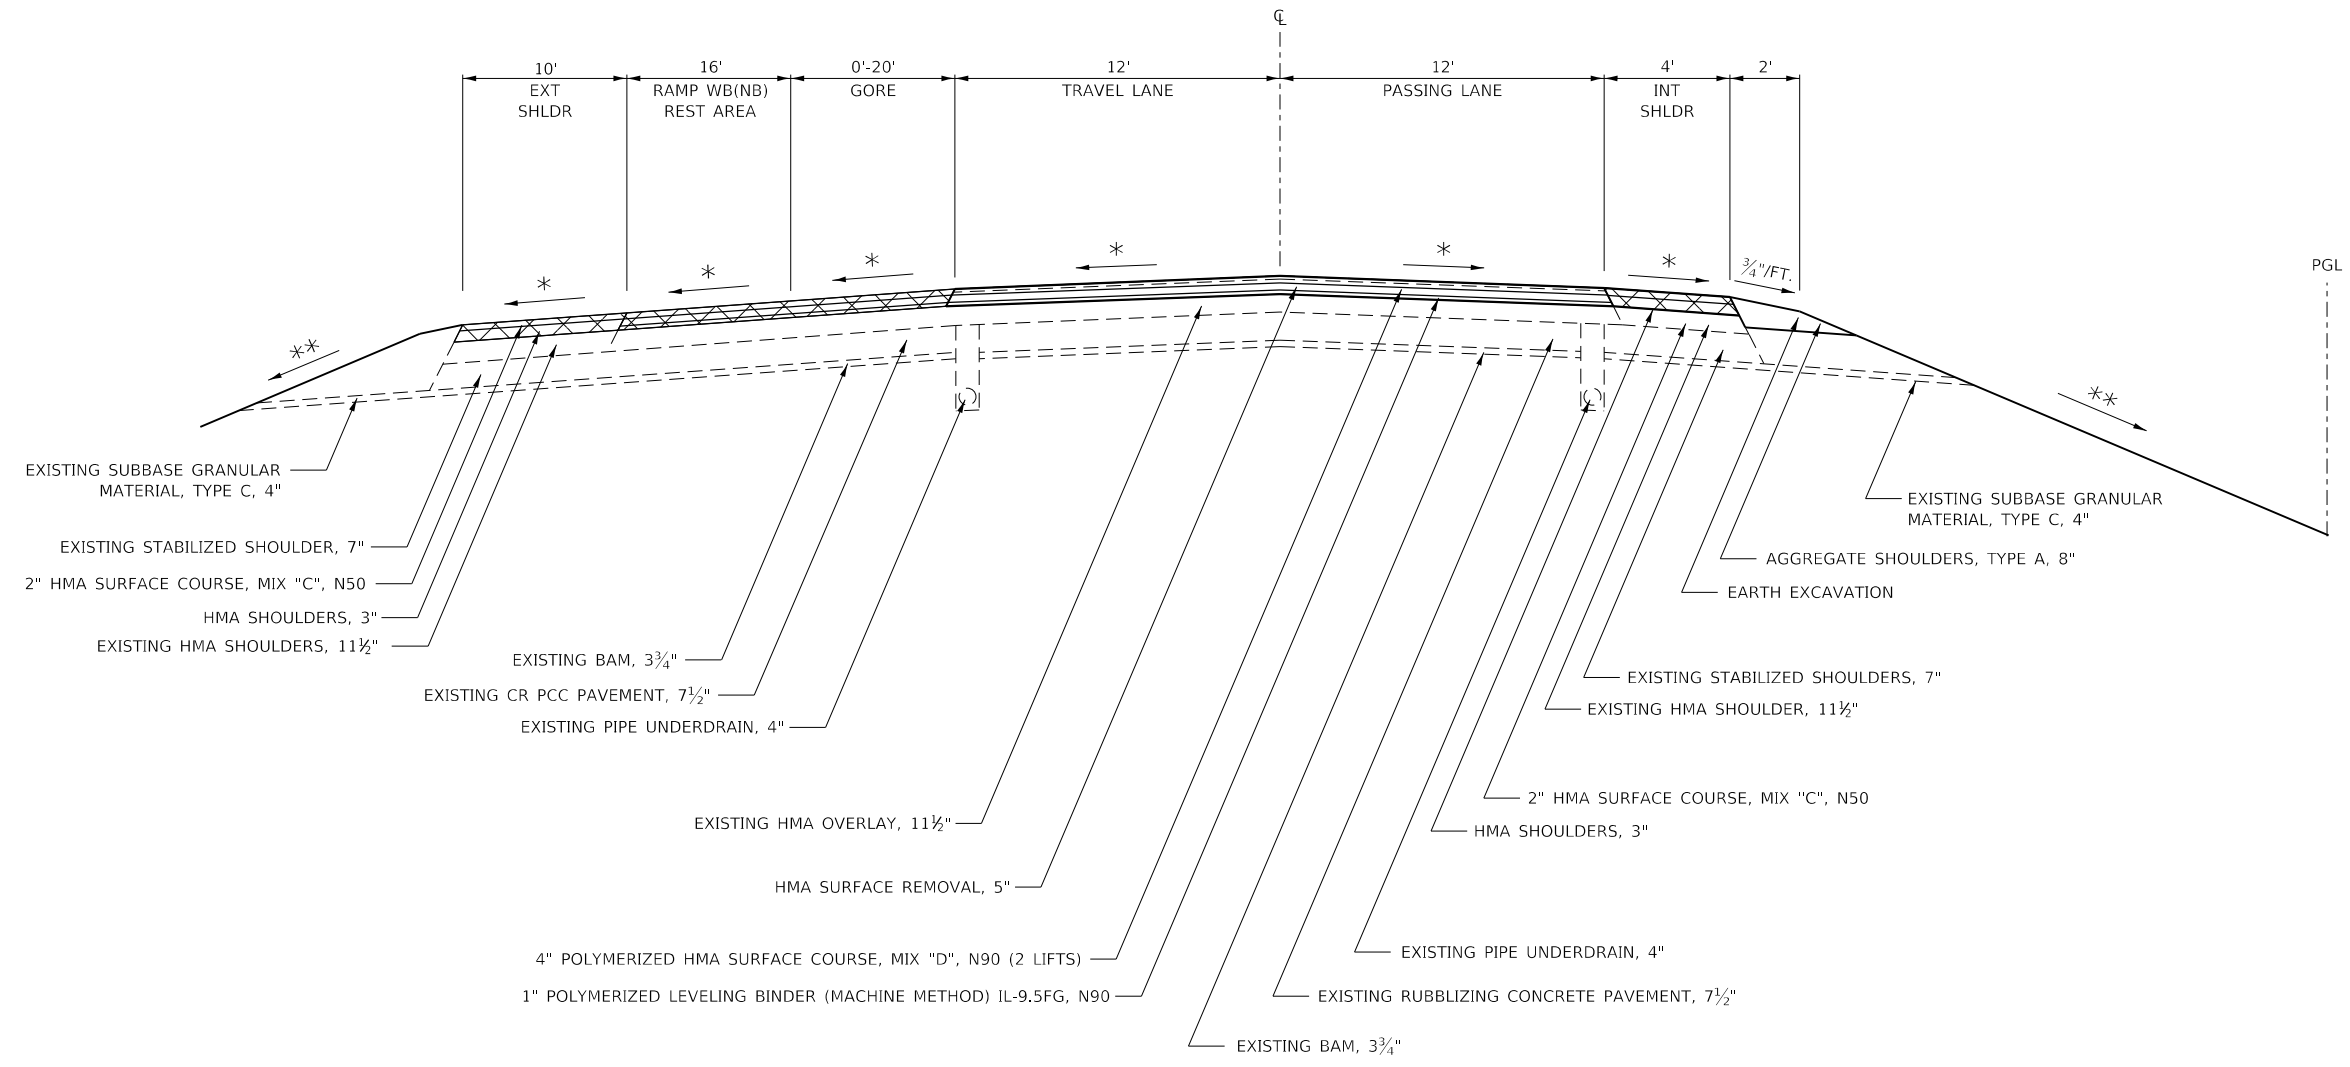 ℄
10'
EXT
SHLDR
16'
RAMP WB(NB)
REST AREA
0'-20'
GORE
12'
TRAVEL LANE
12'
PASSING LANE
4'
INT
SHLDR
2'
PGL
*
*
*
*
*
*
3/4"/FT.
**
**
EXISTING SUBBASE GRANULAR
MATERIAL, TYPE C, 4"
EXISTING STABILIZED SHOULDER, 7"
2" HMA SURFACE COURSE, MIX "C", N50
HMA SHOULDERS, 3"
EXISTING HMA SHOULDERS, 11½"
EXISTING BAM, 3¾"
EXISTING CR PCC PAVEMENT, 7½"
EXISTING PIPE UNDERDRAIN, 4"
EXISTING HMA OVERLAY, 11½"
HMA SURFACE REMOVAL, 5"
4" POLYMERIZED HMA SURFACE COURSE, MIX "D", N90 (2 LIFTS)
1" POLYMERIZED LEVELING BINDER (MACHINE METHOD) IL-9.5FG, N90
EXISTING SUBBASE GRANULAR
MATERIAL, TYPE C, 4"
AGGREGATE SHOULDERS, TYPE A, 8"
EARTH EXCAVATION
EXISTING STABILIZED SHOULDERS, 7"
EXISTING HMA SHOULDER, 11½"
2" HMA SURFACE COURSE, MIX "C", N50
HMA SHOULDERS, 3"
EXISTING PIPE UNDERDRAIN, 4"
EXISTING RUBBLIZING CONCRETE PAVEMENT, 7½"
EXISTING BAM, 3¾"